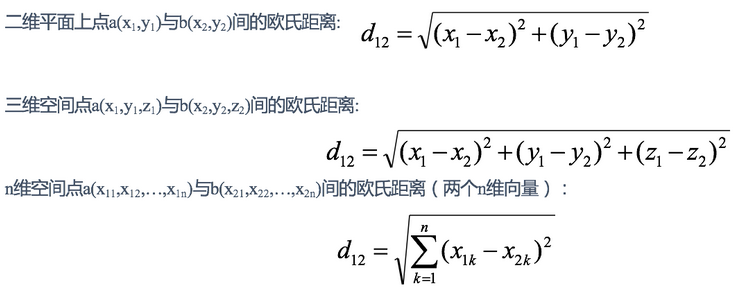 二维平面上点a(x₁,y₁)与b(x₂,y₂)间的欧氏距离: d₁₂ = √((x₁ − x₂)² + (y₁ − y₂)²)
三维空间点a(x₁,y₁,z₁)与b(x₂,y₂,z₂)间的欧氏距离:
d₁₂ = √((x₁ − x₂)² + (y₁ − y₂)² + (z₁ − z₂)²)
n维空间点a(x₁₁,x₁₂,…,x₁ₙ)与b(x₂₁,x₂₂,…,x₂ₙ)间的欧氏距离（两个n维向量）：
d₁₂ = √(∑ₖ₌₁ⁿ (x₁ₖ − x₂ₖ)²)